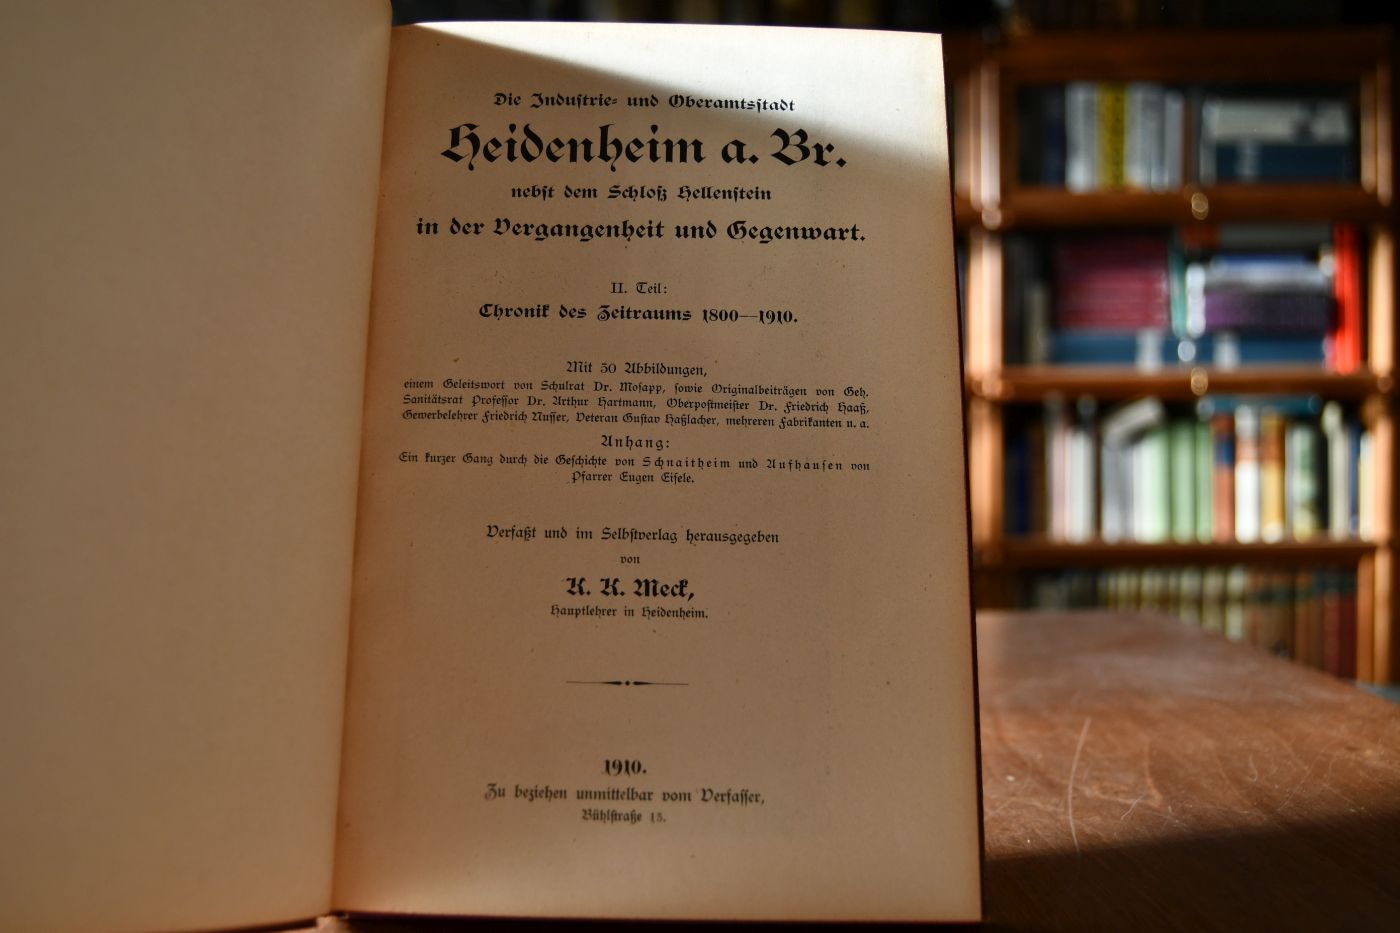 Die Industrie- und Oberamtsstadt
Heidenheim a. Br.
nebst dem Schloß Hellenstein
in der Vergangenheit und Gegenwart.
II. Teil:
Chronik des Zeitraums 1800—1910.
Mit 50 Abbildungen,
einem Geleitswort von Schulrat Dr. Mosapp, sowie Originalbeiträgen von Geh.
Sanitätsrat Professor Dr. Arthur Hartmann, Oberpostmeister Dr. Friedrich Haaß,
Gewerbelehrer Friedrich Nusser, Veteran Gustav Haßlacher, mehreren Fabrikanten u. a.
Anhang:
Ein kurzer Gang durch die Geschichte von Schnaitheim und Aufhausen von
Pfarrer Eugen Eisele.
Verfaßt und im Selbstverlag herausgegeben
von
K. K. Meck,
Hauptlehrer in Heidenheim.
1910.
Zu beziehen unmittelbar vom Verfasser,
Bühlstraße 15.